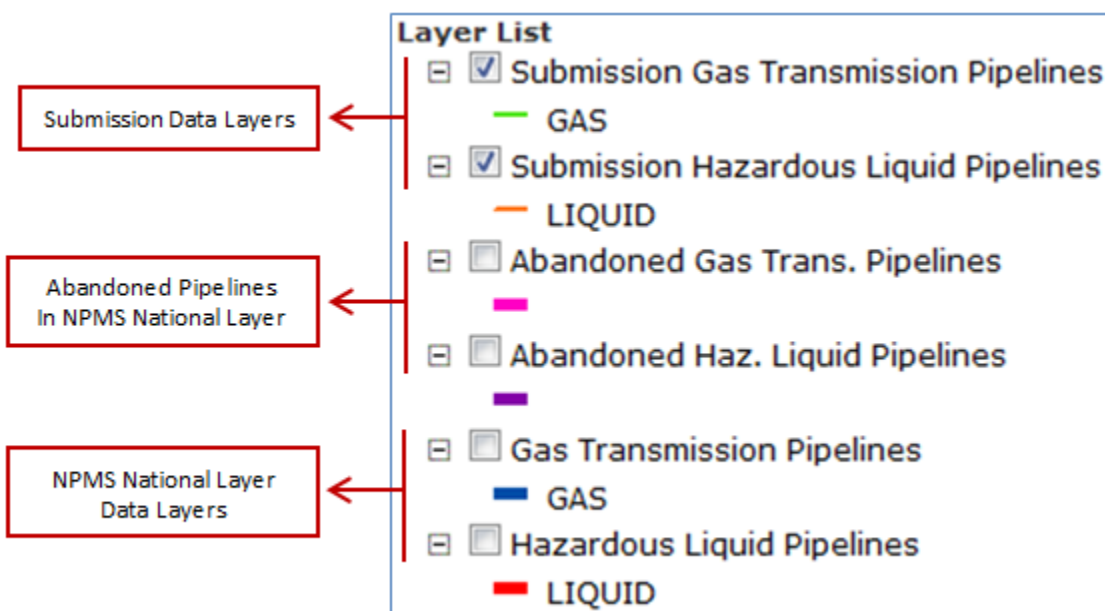 Layer List
Submission Gas Transmission Pipelines
GAS
Submission Hazardous Liquid Pipelines
LIQUID
Abandoned Gas Trans. Pipelines
Abandoned Haz. Liquid Pipelines
Gas Transmission Pipelines
GAS
Hazardous Liquid Pipelines
LIQUID
Submission Data Layers
Abandoned Pipelines
In NPMS National Layer
NPMS National Layer
Data Layers